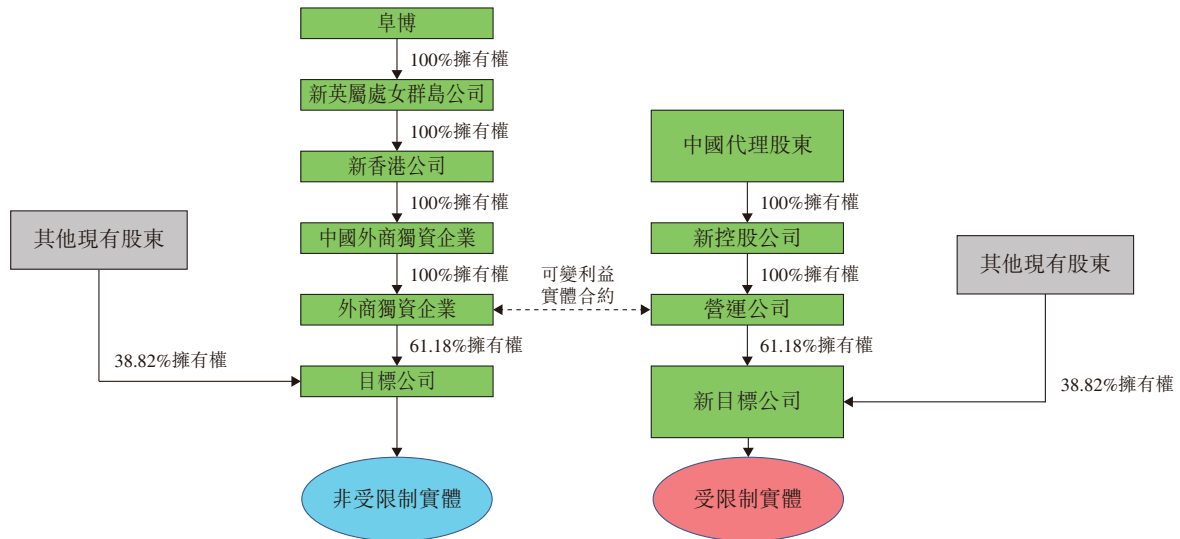 阜博
100%擁有權
新英屬處女群島公司
100%擁有權
新香港公司
100%擁有權
中國外商獨資企業
100%擁有權
外商獨資企業
61.18%擁有權
其他現有股東
38.82%擁有權
目標公司
非受限制實體
可變利益
實體合約
中國代理股東
100%擁有權
新控股公司
100%擁有權
營運公司
61.18%擁有權
其他現有股東
38.82%擁有權
新目標公司
受限制實體